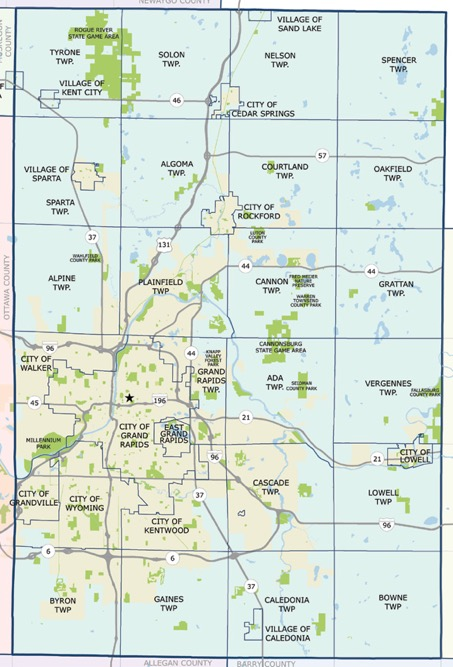 NEWAYGO COUNTY
MUSKEGON
COUNTY
VILLAGE OF
SAND LAKE
ROGUE RIVER
STATE GAME AREA
TYRONE
TWP.
SOLON
TWP.
NELSON
TWP.
SPENCER
TWP.
VILLAGE OF
KENT CITY
46
CITY OF
CEDAR SPRINGS
57
VILLAGE OF
SPARTA
ALGOMA
TWP.
COURTLAND
TWP.
OAKFIELD
TWP.
SPARTA
TWP.
CITY OF
ROCKFORD
37
131
LUTON
COUNTY
PARK
WAHLFIELD
COUNTY PARK
44
44
OTTAWA COUNTY
ALPINE
TWP.
PLAINFIELD
TWP
CANNON
TWP.
FRED MEIJER
NATURE
PRESERVE
WARREN
TOWNSEND
COUNTY PARK
GRATTAN
TWP.
96
44
CANNONSBURG
STATE GAME AREA
CITY OF
WALKER
KNAPP
VALLEY
FOREST
PARK
GRAND
RAPIDS
TWP.
ADA
TWP.
SEIDMAN
COUNTY PARK
VERGENNES
TWP.
FALLASBURG
COUNTY PARK
45
196
21
MILLENNIUM
PARK
CITY OF
GRAND
RAPIDS
EAST
GRAND
RAPIDS
96
21
CITY OF
LOWELL
CITY OF
GRANDVILLE
CITY OF
WYOMING
37
CASCADE
TWP.
LOWELL
TWP
CITY OF
KENTWOOD
96
6
6
37
BYRON
TWP
GAINES
TWP
CALEDONIA
TWP
BOWNE
TWP
VILLAGE OF
CALEDONIA
ALLEGAN COUNTY
BARRY COUNTY